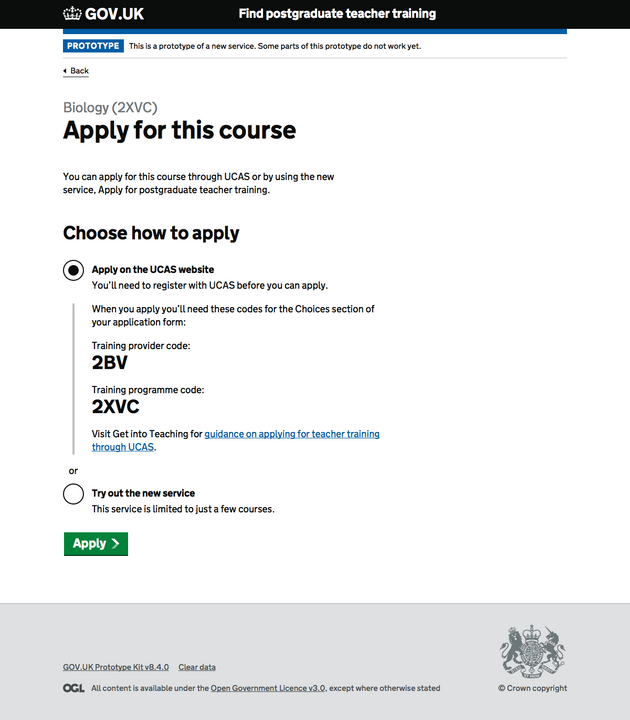 GOV.UK
Find postgraduate teacher training
PROTOTYPE This is a prototype of a new service. Some parts of this prototype do not work yet.
Back
Biology (2XVC)
Apply for this course
You can apply for this course through UCAS or by using the new
service, Apply for postgraduate teacher training.
Choose how to apply
Apply on the UCAS website
You'll need to register with UCAS before you can apply.
When you apply you'll need these codes for the Choices section of
your application form:
Training provider code:
2BV
Training programme code:
2XVC
Visit Get into Teaching for guidance on applying for teacher training
through UCAS.
or
Try out the new service
This service is limited to just a few courses.
Apply
GOV.UK Prototype Kit v8.4.0 Clear data
OGL All content is available under the Open Government Licence v3.0, except where otherwise stated
© Crown copyright